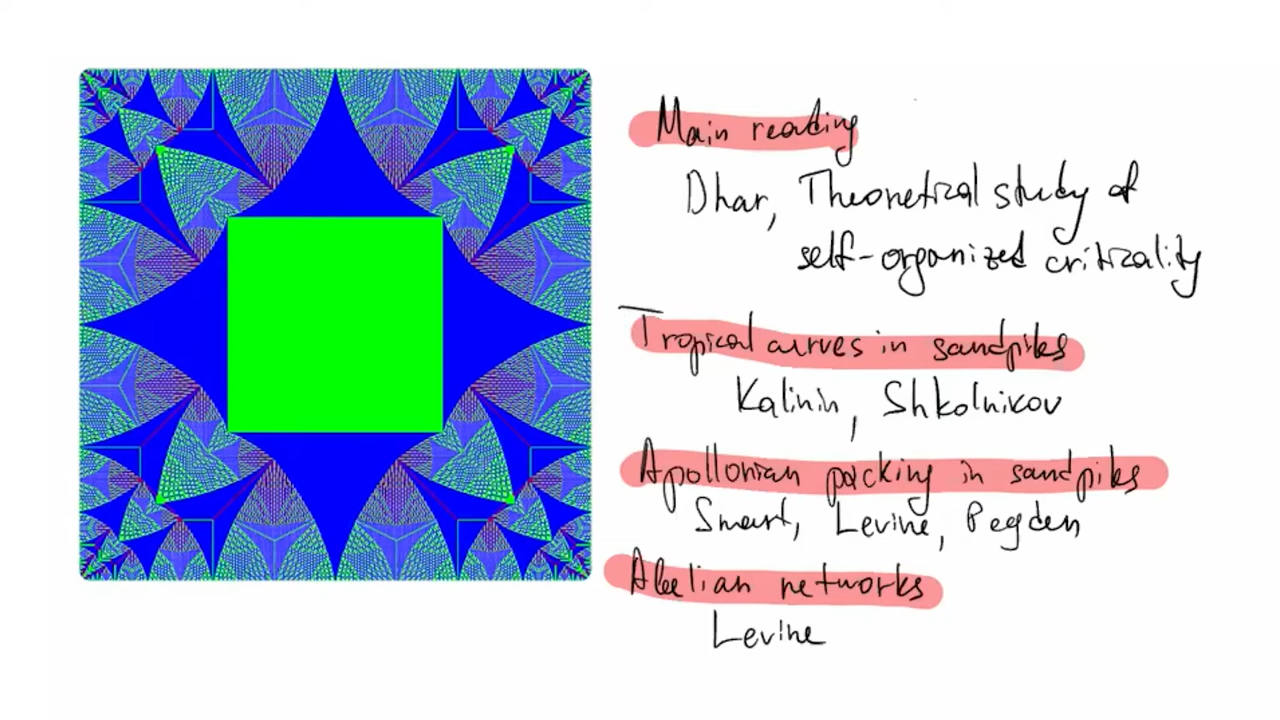 Main reading
Dhar, Theoretical study of
self-organized criticality
Tropical curves in sandpiles
Kalinin, Shkolnikov
Apollonian packing in sandpiles
Smart, Levine, Pegden
Abelian networks
Levine